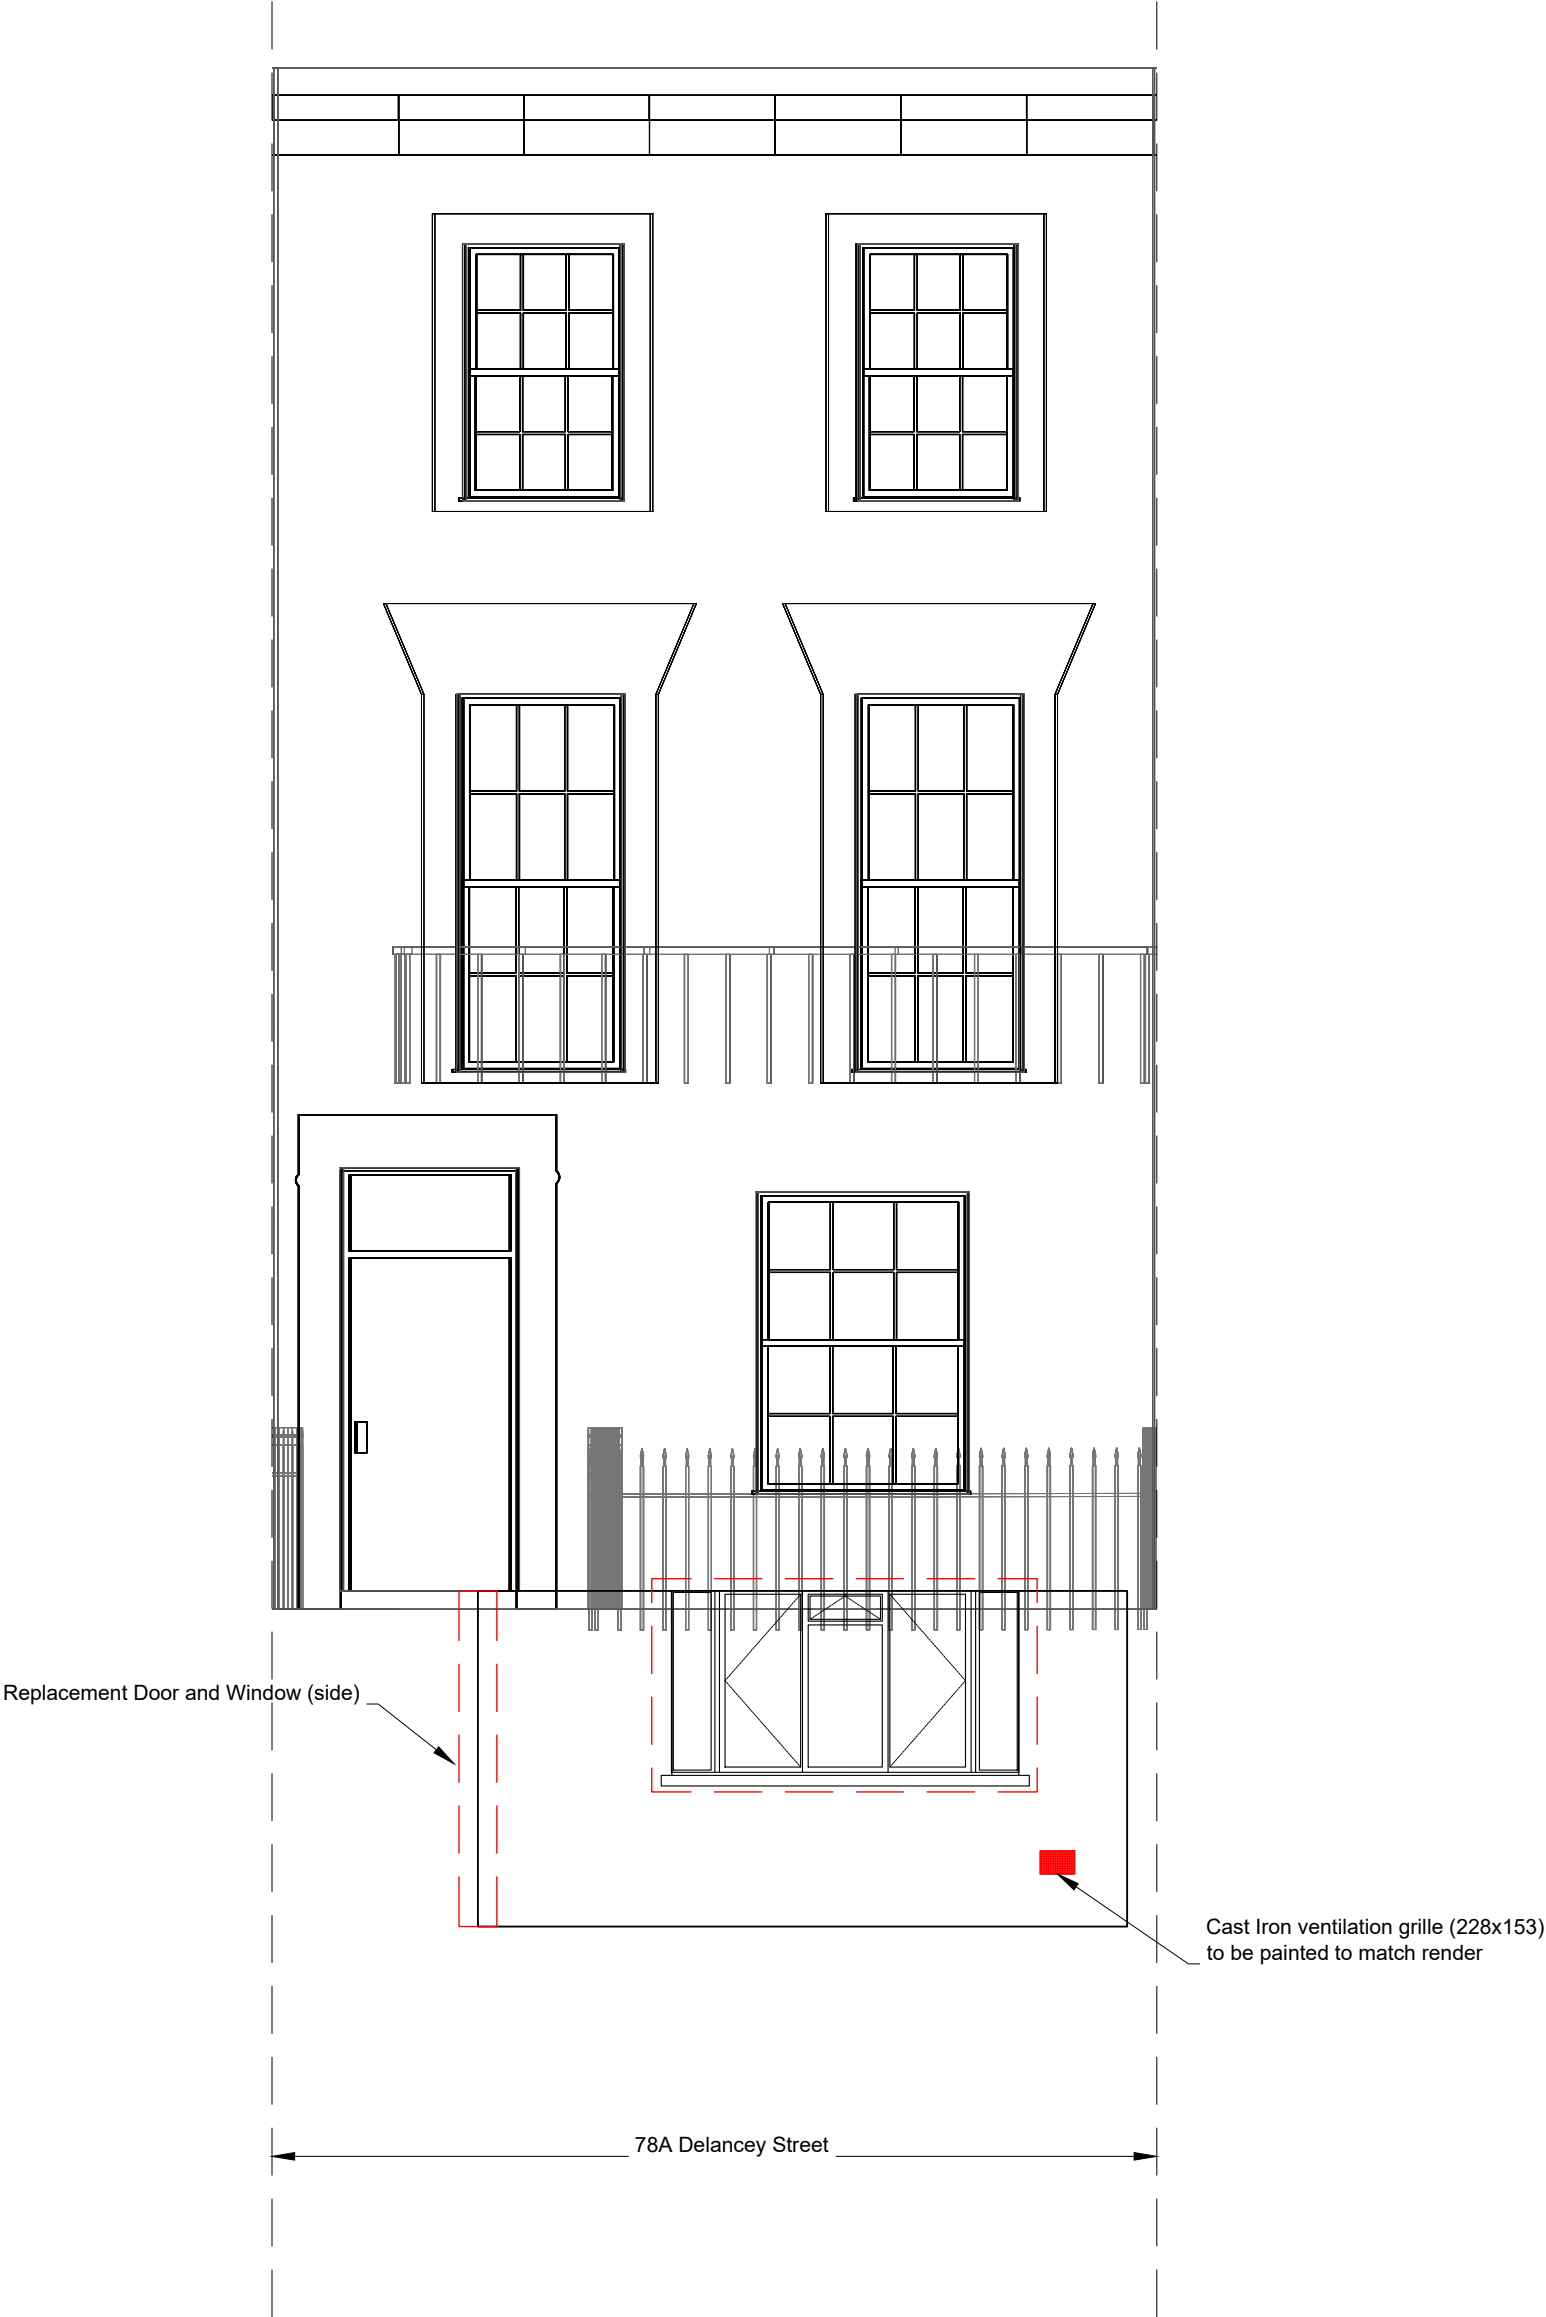 Replacement Door and Window (side)
Cast Iron ventilation grille (228x153)
to be painted to match render
78A Delancey Street